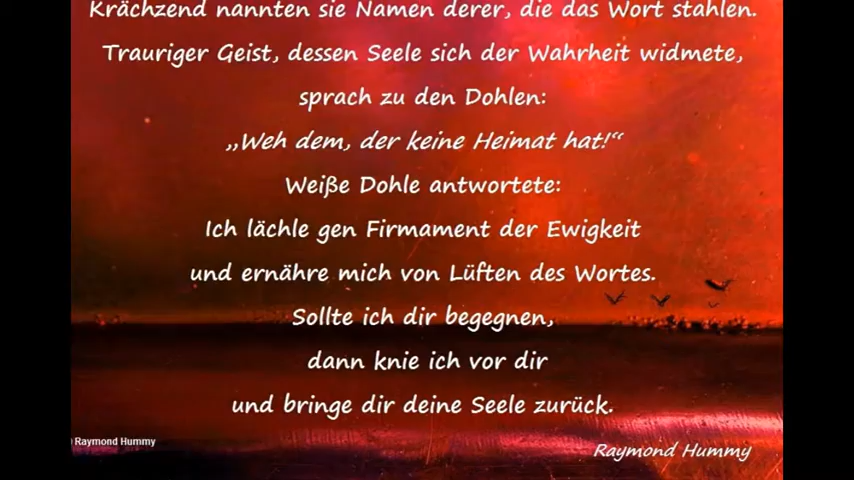 Krächzend nannten sie Namen derer, die das Wort stahlen.
Trauriger Geist, dessen Seele sich der Wahrheit widmete,
sprach zu den Dohlen:
„Weh dem, der keine Heimat hat!“
Weiße Dohle antwortete:
Ich lächle gen Firmament der Ewigkeit
und ernähre mich von Lüften des Wortes.
Sollte ich dir begegnen,
dann knie ich vor dir
und bringe dir deine Seele zurück.
Raymond Hummy
Raymond Hummy